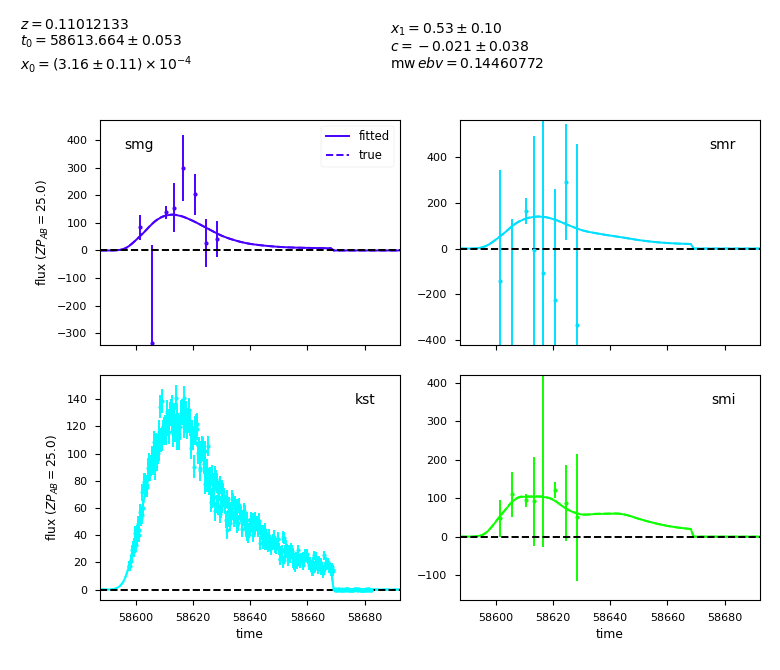 z = 0.11012133
t₀ = 58613.664 ± 0.053
x₀ = (3.16 ± 0.11) × 10⁻⁴
x₁ = 0.53 ± 0.10
c = −0.021 ± 0.038
mw ebv = 0.14460772
smg
fitted
true
400
300
200
100
0
−100
−200
−300
flux (ZP_AB = 25.0)
smr
400
200
0
−200
−400
kst
140
120
100
80
60
40
20
0
flux (ZP_AB = 25.0)
58600 58620 58640 58660 58680
time
smi
400
300
200
100
0
−100
58600 58620 58640 58660 58680
time